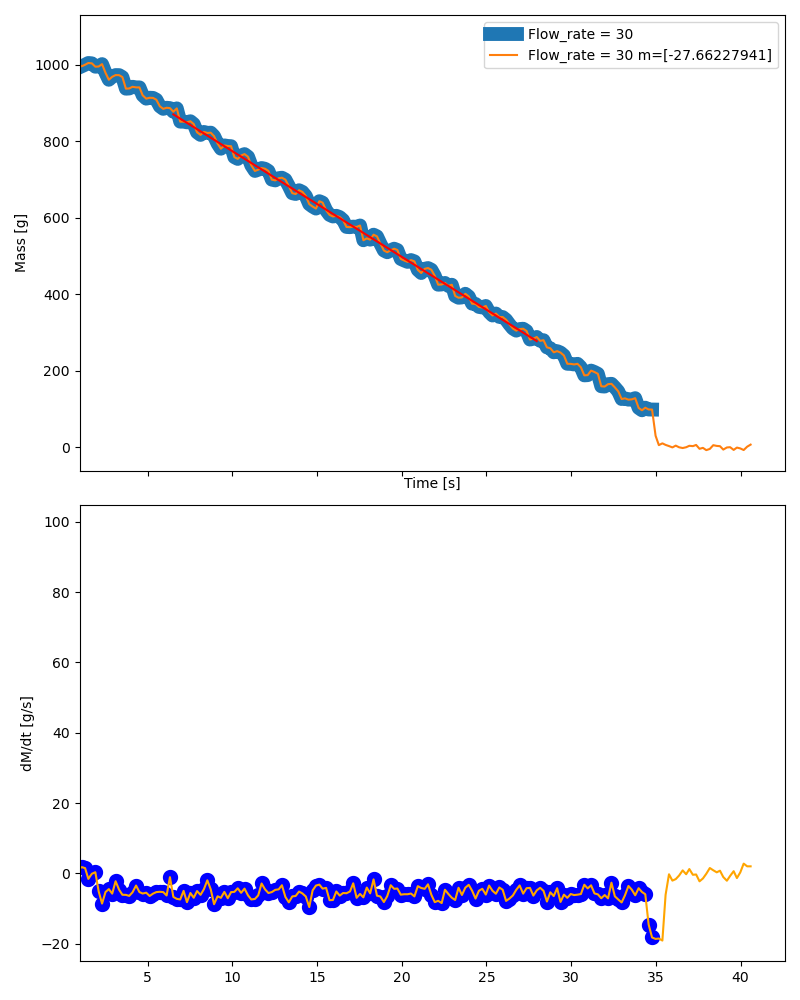 Flow_rate = 30
Flow_rate = 30 m=[-27.66227941]
1000
800
600
400
200
0
Mass [g]
Time [s]
100
80
60
40
20
0
−20
dM/dt [g/s]
5 10 15 20 25 30 35 40